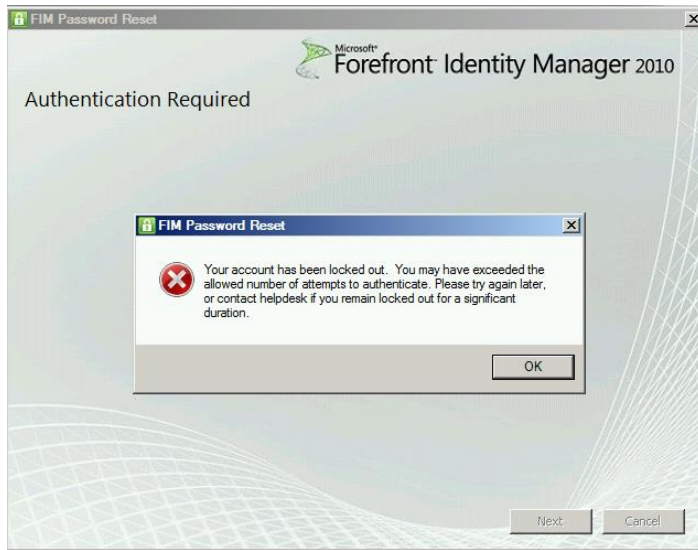 FIM Password Reset
Microsoft®
Forefront® Identity Manager 2010
Authentication Required
FIM Password Reset
Your account has been locked out. You may have exceeded the
allowed number of attempts to authenticate. Please try again later,
or contact helpdesk if you remain locked out for a significant
duration.
OK
Next
Cancel